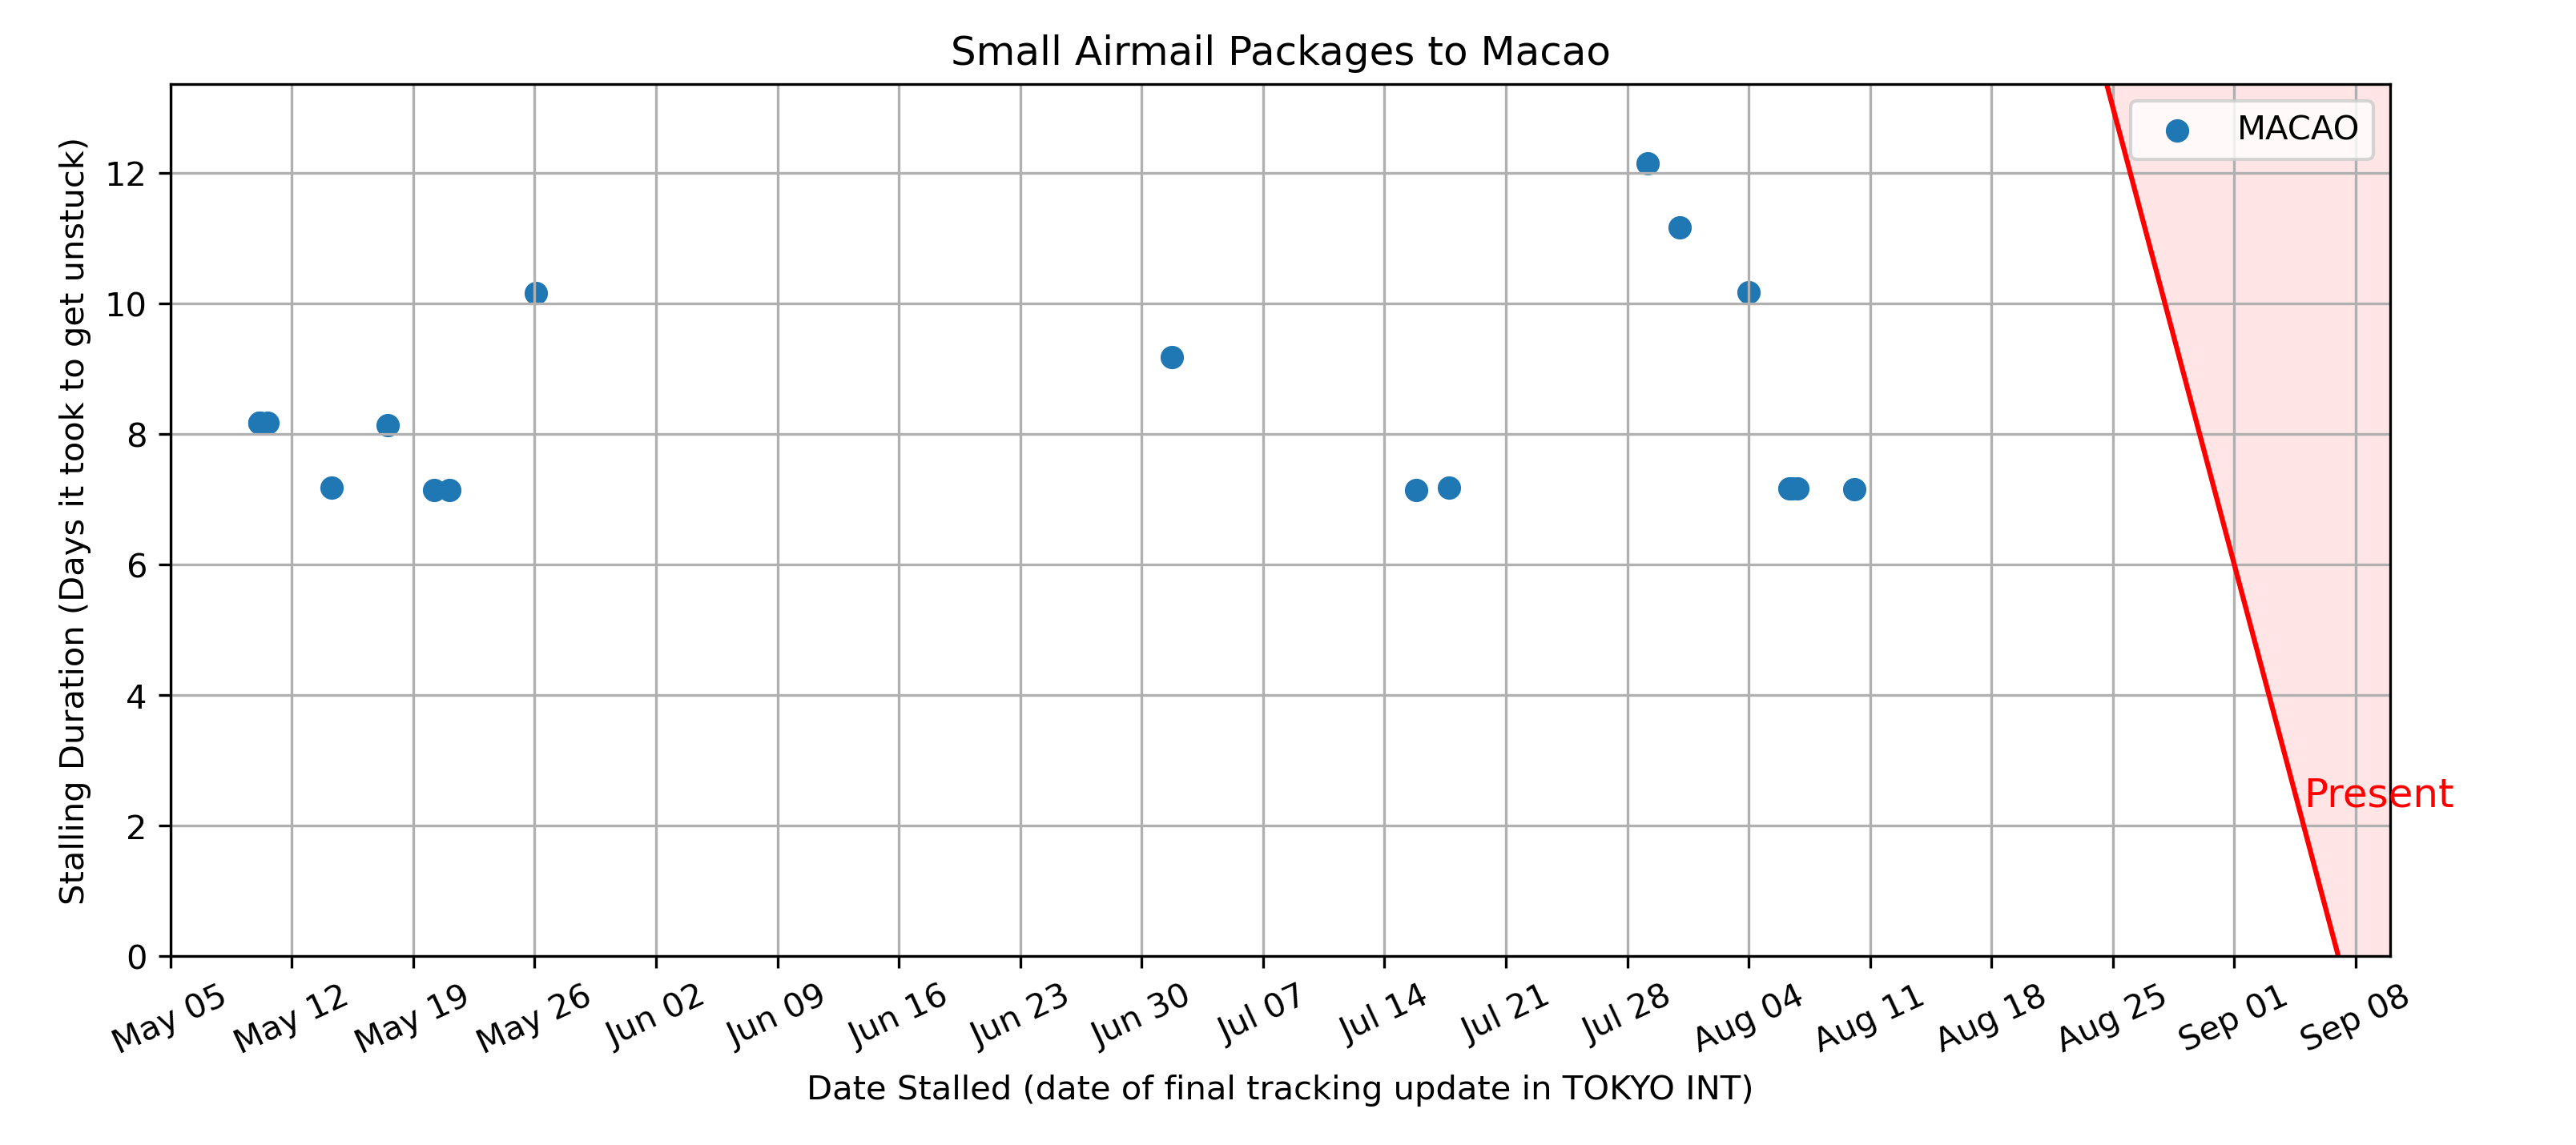 Small Airmail Packages to Macao
MACAO
Stalling Duration (Days it took to get unstuck)
12
10
8
6
4
2
0
Present
May 05
May 12
May 19
May 26
Jun 02
Jun 09
Jun 16
Jun 23
Jun 30
Jul 07
Jul 14
Jul 21
Jul 28
Aug 04
Aug 11
Aug 18
Aug 25
Sep 01
Sep 08
Date Stalled (date of final tracking update in TOKYO INT)